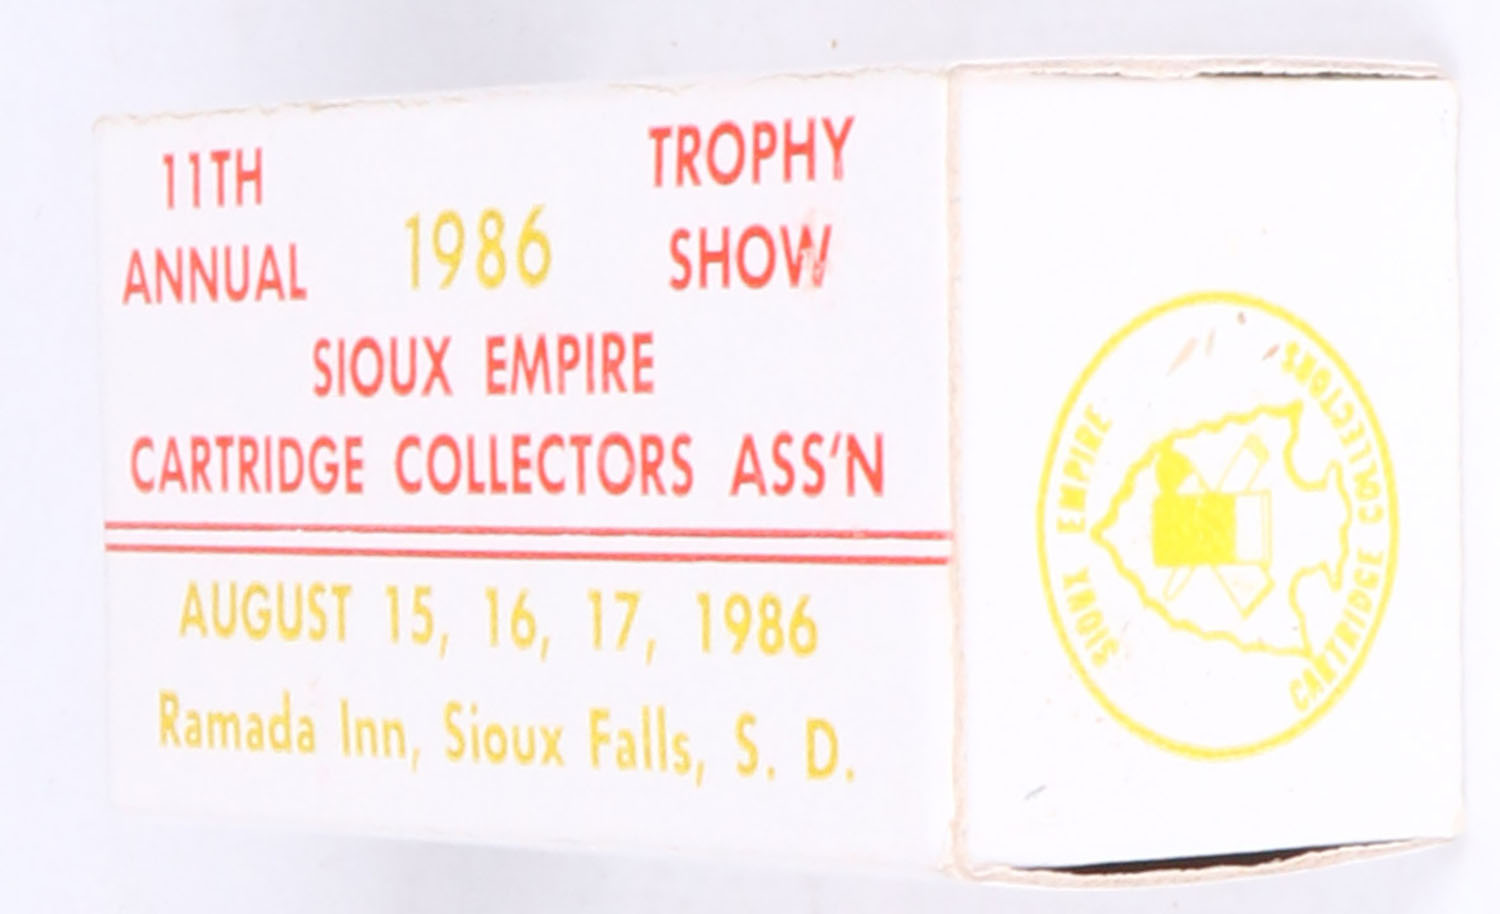 11TH ANNUAL
1986
TROPHY SHOW
SIOUX EMPIRE
CARTRIDGE COLLECTORS ASS'N
AUGUST 15, 16, 17, 1986
Ramada Inn, Sioux Falls, S. D.
SIOUX EMPIRE
CARTRIDGE COLLECTORS